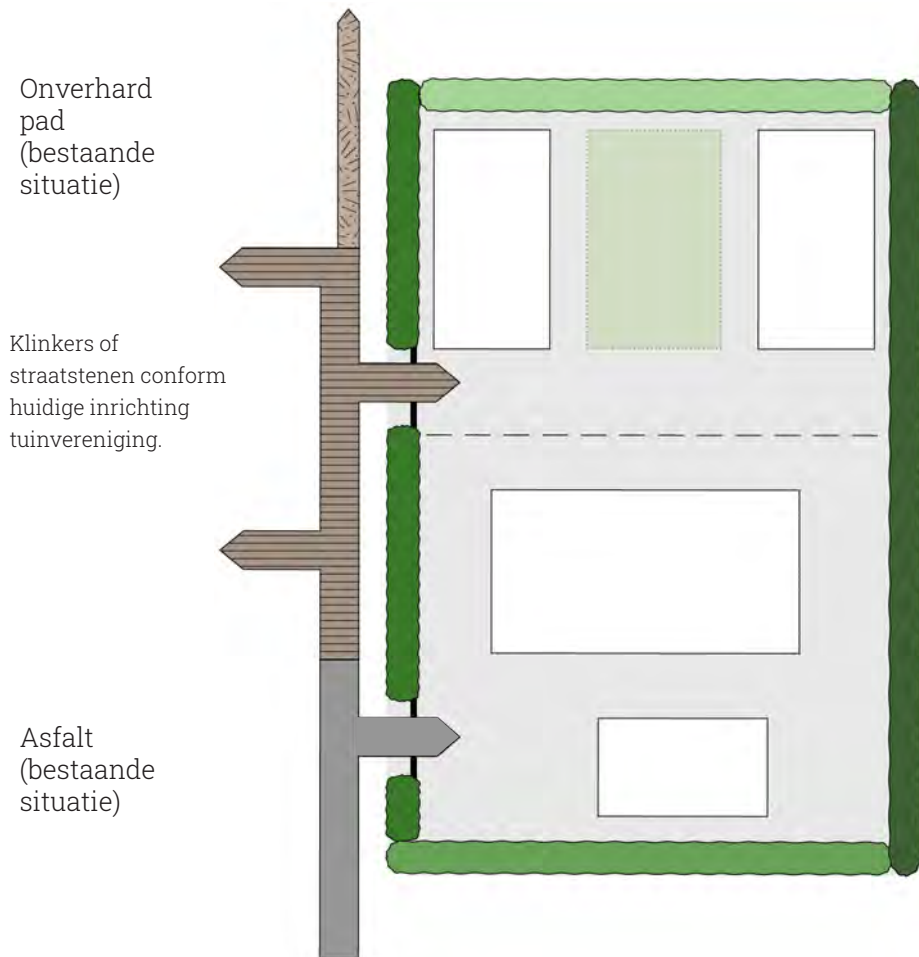 Onverhard
pad
(bestaande
situatie)
Klinkers of
straatstenen conform
huidige inrichting
tuinvereniging.
Asfalt
(bestaande
situatie)